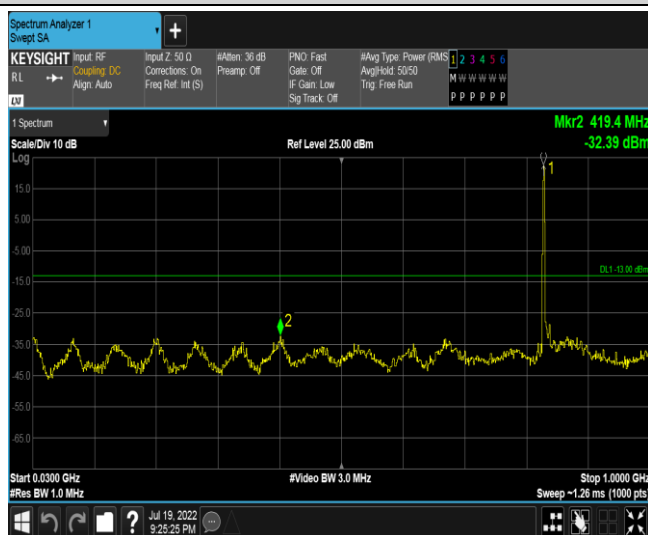 Spectrum Analyzer 1
Swept SA
KEYSIGHT
RL
LXI
Input: RF
Coupling: DC
Align: Auto
Input Z: 50 Ω
Corrections: On
Freq Ref: Int (S)
#Atten: 36 dB
Preamp: Off
PNO: Fast
Gate: Off
IF Gain: Low
Sig Track: Off
#Avg Type: Power (RMS
Avg|Hold: 50/50
Trig: Free Run
1 2 3 4 5 6
M W W W W W
P P P P P P
1 Spectrum
Scale/Div 10 dB
Ref Level 25.00 dBm
Mkr2 419.4 MHz
-32.39 dBm
Log
1
15.0
5.00
-5.00
DL1 -13.00 dBm
-15.0
-25.0
2
-35.0
-45.0
-55.0
-65.0
Start 0.0300 GHz
#Video BW 3.0 MHz
Stop 1.0000 GHz
#Res BW 1.0 MHz
Sweep ~1.26 ms (1000 pts)
?
Jul 19, 2022
9:25:25 PM